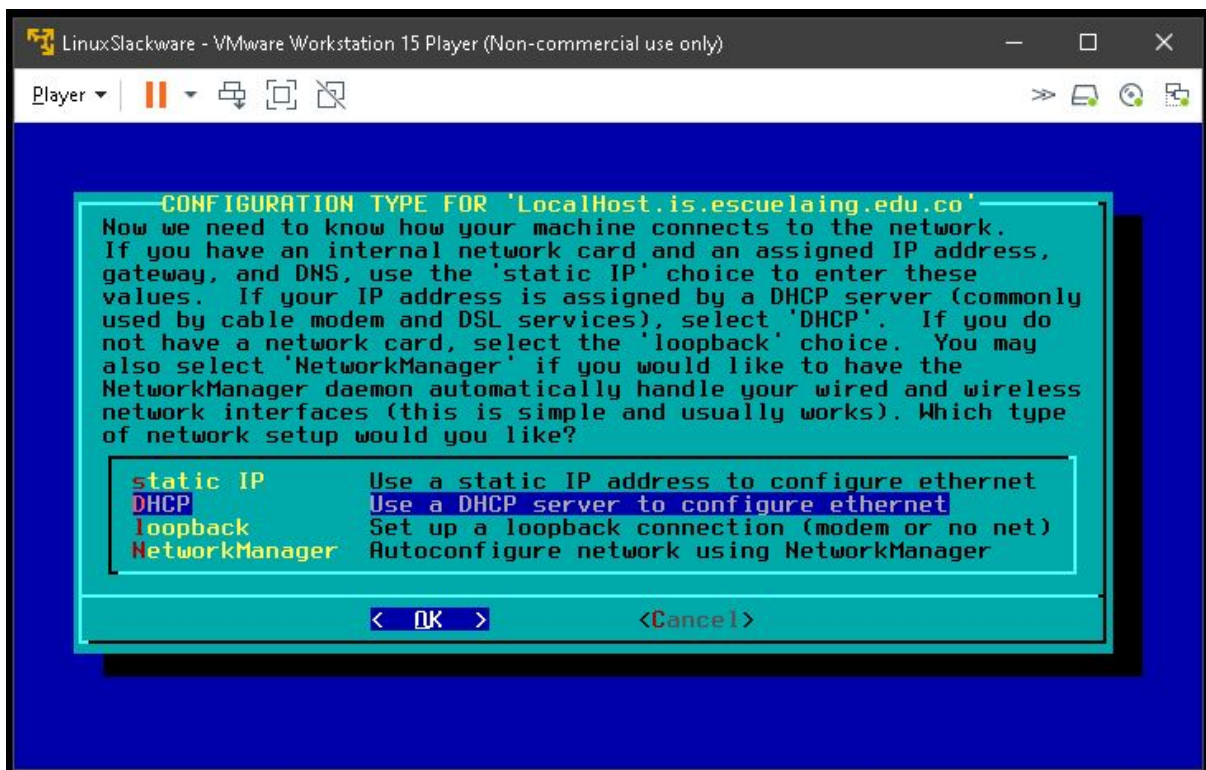 LinuxSlackware - VMware Workstation 15 Player (Non-commercial use only)
Player
CONFIGURATION TYPE FOR 'LocalHost.is.escuelaing.edu.co'
Now we need to know how your machine connects to the network.
If you have an internal network card and an assigned IP address,
gateway, and DNS, use the 'static IP' choice to enter these
values.  If your IP address is assigned by a DHCP server (commonly
used by cable modem and DSL services), select 'DHCP'.  If you do
not have a network card, select the 'loopback' choice.  You may
also select 'NetworkManager' if you would like to have the
NetworkManager daemon automatically handle your wired and wireless
network interfaces (this is simple and usually works). Which type
of network setup would you like?
static IP Use a static IP address to configure ethernet
DHCP Use a DHCP server to configure ethernet
loopback Set up a loopback connection (modem or no net)
NetworkManager Autoconfigure network using NetworkManager
< OK > <Cancel>